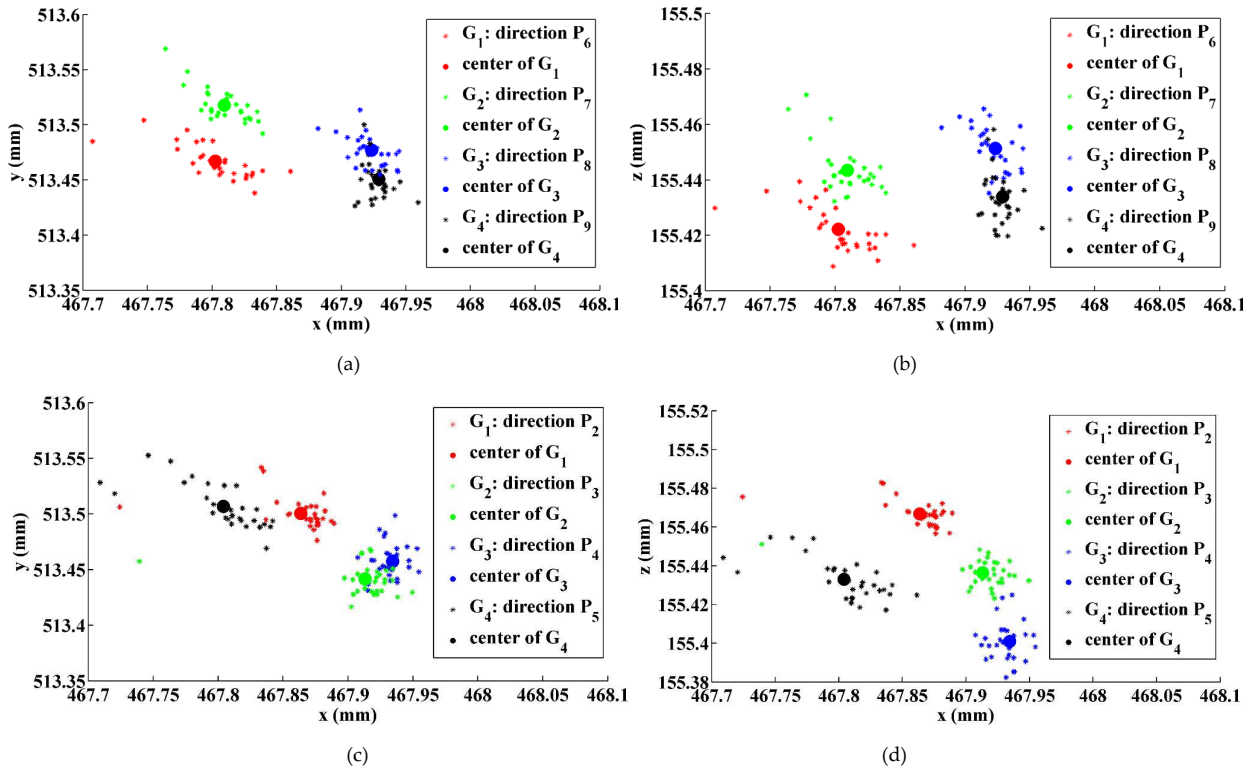 513.6
513.55
513.5
513.45
513.4
513.35
y (mm)
467.7 467.75 467.8 467.85 467.9 467.95 468 468.05 468.1
x (mm)
G1: direction P6
center of G1
G2: direction P7
center of G2
G3: direction P8
center of G3
G4: direction P9
center of G4
(a)
155.5
155.48
155.46
155.44
155.42
155.4
z (mm)
467.7 467.75 467.8 467.85 467.9 467.95 468 468.05 468.1
x (mm)
G1: direction P6
center of G1
G2: direction P7
center of G2
G3: direction P8
center of G3
G4: direction P9
center of G4
(b)
513.6
513.55
513.5
513.45
513.4
513.35
y (mm)
467.7 467.75 467.8 467.85 467.9 467.95 468 468.05 468.1
x (mm)
G1: direction P2
center of G1
G2: direction P3
center of G2
G3: direction P4
center of G3
G4: direction P5
center of G4
(c)
155.52
155.5
155.48
155.46
155.44
155.42
155.4
155.38
z (mm)
467.7 467.75 467.8 467.85 467.9 467.95 468 468.05 468.1
x (mm)
G1: direction P2
center of G1
G2: direction P3
center of G2
G3: direction P4
center of G3
G4: direction P5
center of G4
(d)